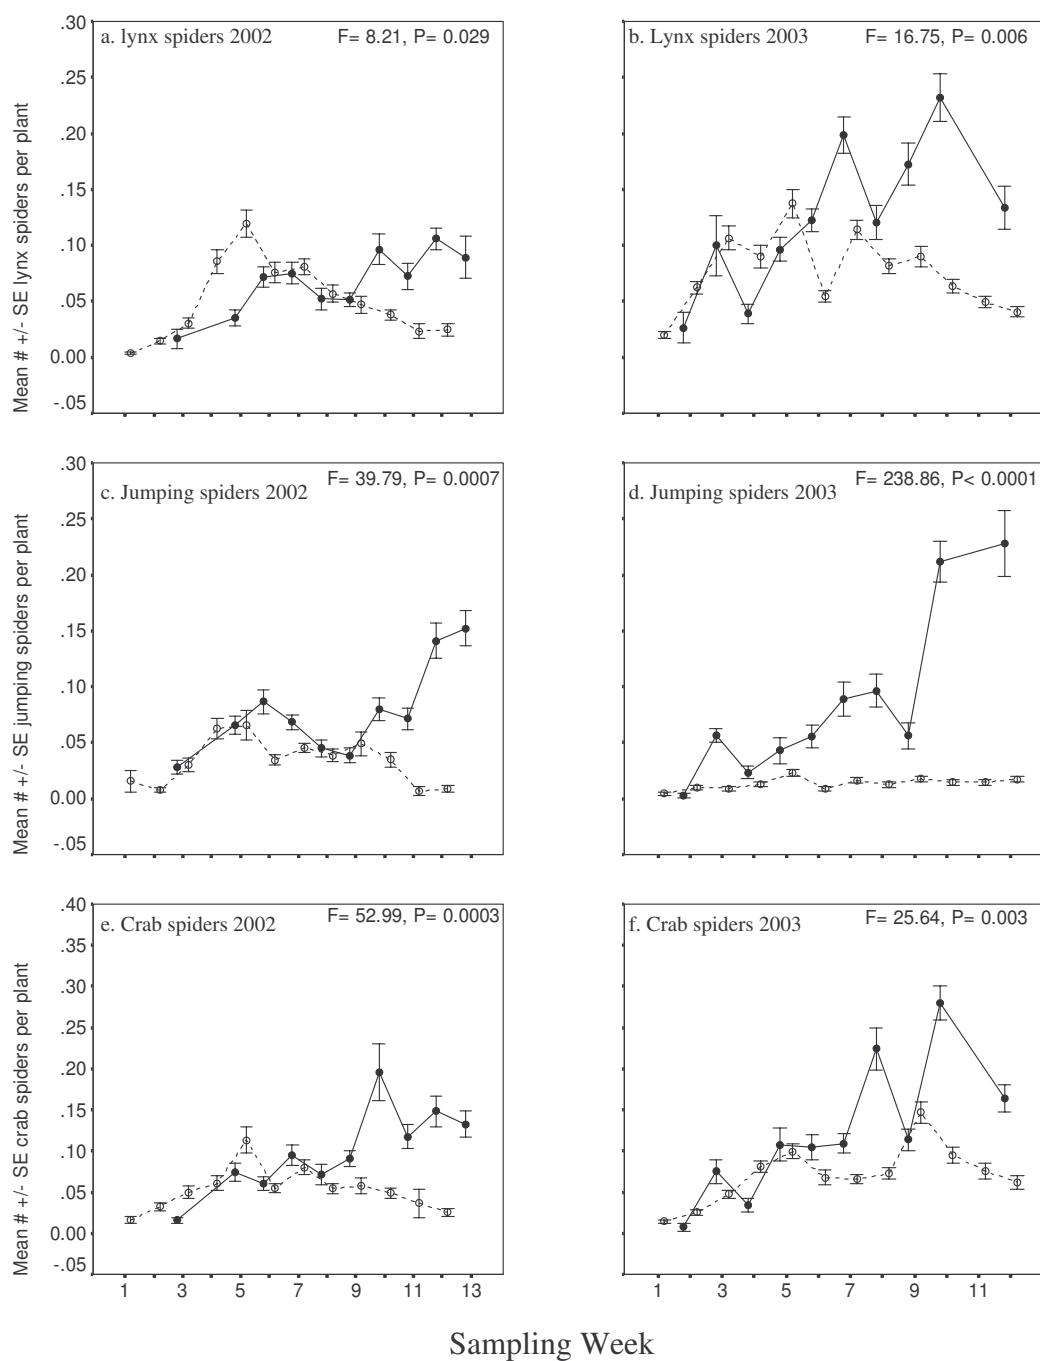 a. lynx spiders 2002
F= 8.21, P= 0.029
.30
.25
.20
.15
.10
.05
0.00
-.05
Mean # +/- SE lynx spiders per plant
b. Lynx spiders 2003
F= 16.75, P= 0.006
c. Jumping spiders 2002
F= 39.79, P= 0.0007
.30
.25
.20
.15
.10
.05
0.00
-.05
Mean # +/- SE jumping spiders per plant
d. Jumping spiders 2003
F= 238.86, P< 0.0001
e. Crab spiders 2002
F= 52.99, P= 0.0003
.40
.35
.30
.25
.20
.15
.10
.05
0.00
-.05
Mean # +/- SE crab spiders per plant
1 3 5 7 9 11 13
f. Crab spiders 2003
F= 25.64, P= 0.003
1 3 5 7 9 11
Sampling Week